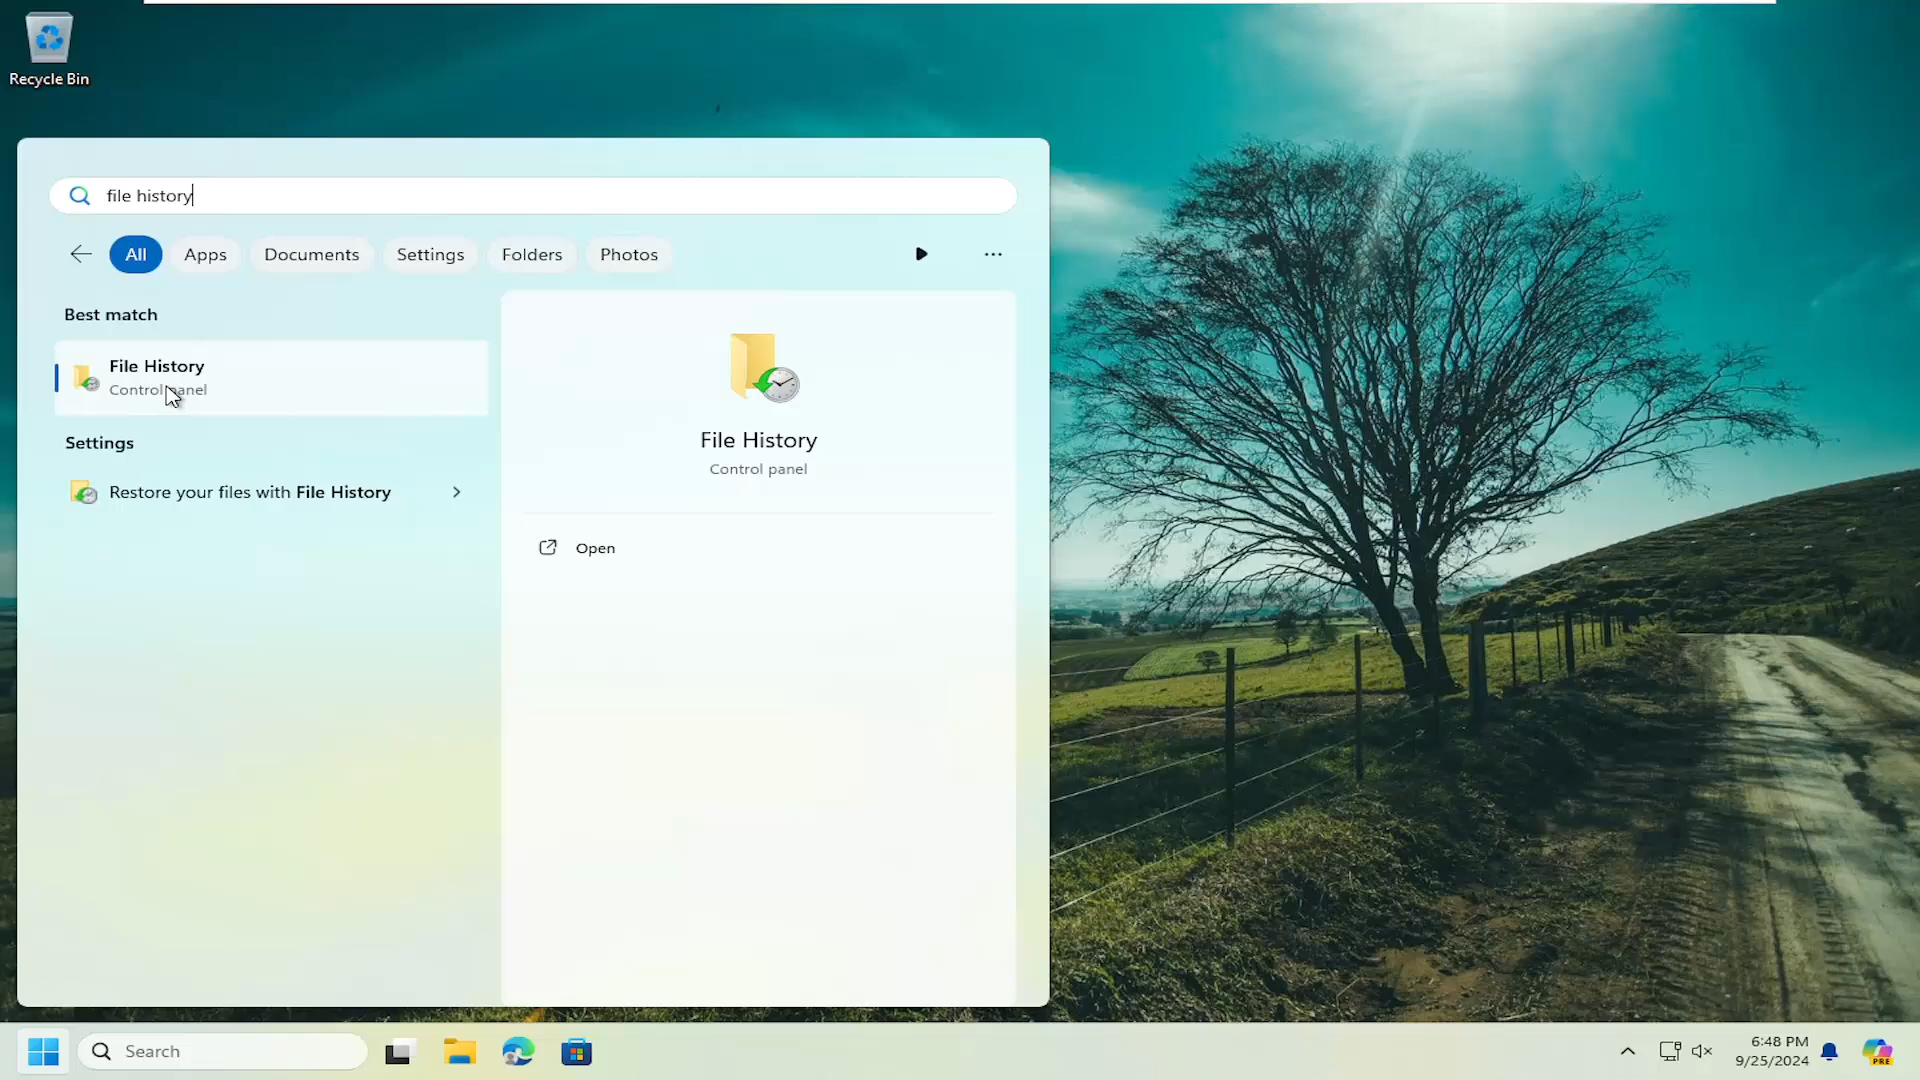 Recycle Bin
file history
All Apps Documents Settings Folders Photos
Best match
File History
Control panel
Settings
Restore your files with File History
File History
Control panel
Open
Search
6:48 PM
9/25/2024
PRE